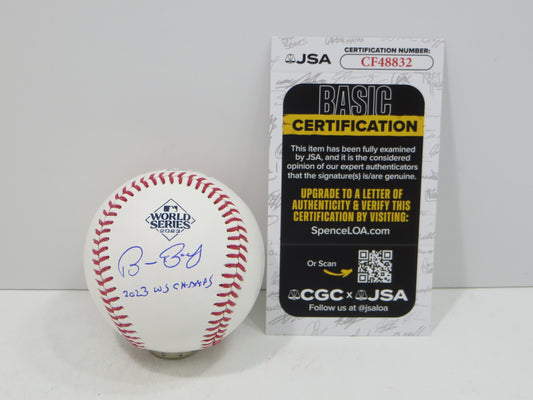 WORLD
SERIES
2023
2023 WS CHAMPS
JSA
CERTIFICATION NUMBER:
CF48832
BASIC
CERTIFICATION
This item has been fully examined
by JSA, and it is the considered
opinion of our expert authenticators
that the signature(s) is/are genuine.
UPGRADE TO A LETTER OF
AUTHENTICITY & VERIFY THIS
CERTIFICATION BY VISITING:
SpenceLOA.com
Or Scan
CGC x JSA
Follow us at @jsaloa